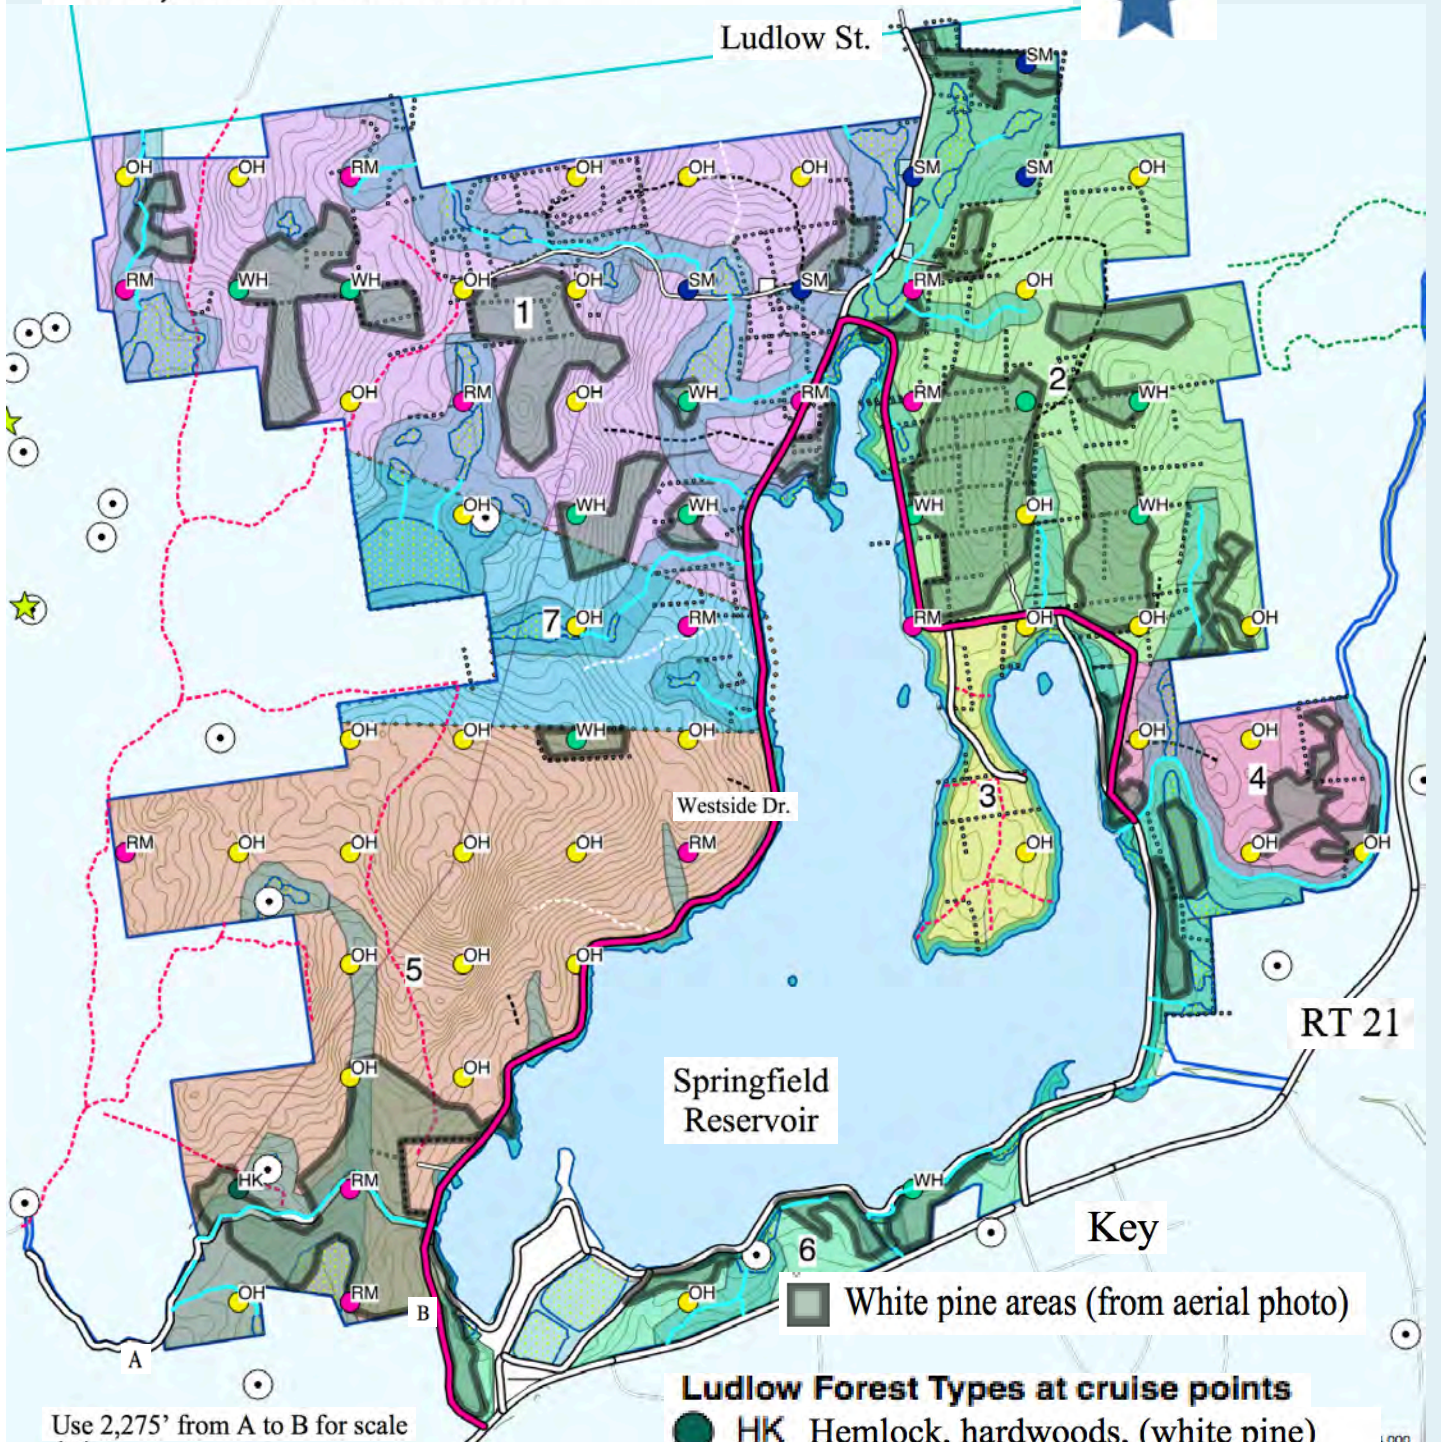 Ludlow St.
SM
OH
OH
RM
OH
OH
OH
SM
SM
OH
RM
WH
WH
OH
OH
SM
SM
RM
OH
1
OH
RM
OH
WH
RM
RM
2
WH
OH
WH
WH
WH
OH
WH
7
OH
RM
RM
OH
OH
OH
OH
OH
WH
OH
OH
OH
4
Westside Dr.
3
RM
OH
OH
OH
OH
RM
OH
OH
OH
OH
5
OH
OH
RT 21
OH
OH
Springfield
Reservoir
HK
RM
WH
Key
6
OH
RM
OH
B
White pine areas (from aerial photo)
A
Ludlow Forest Types at cruise points
Use 2,275' from A to B for scale
HK Hemlock, hardwoods, (white pine)